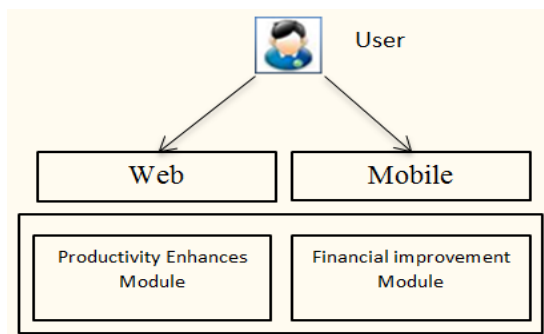 User
Web
Mobile
Productivity Enhances
Module
Financial improvement
Module